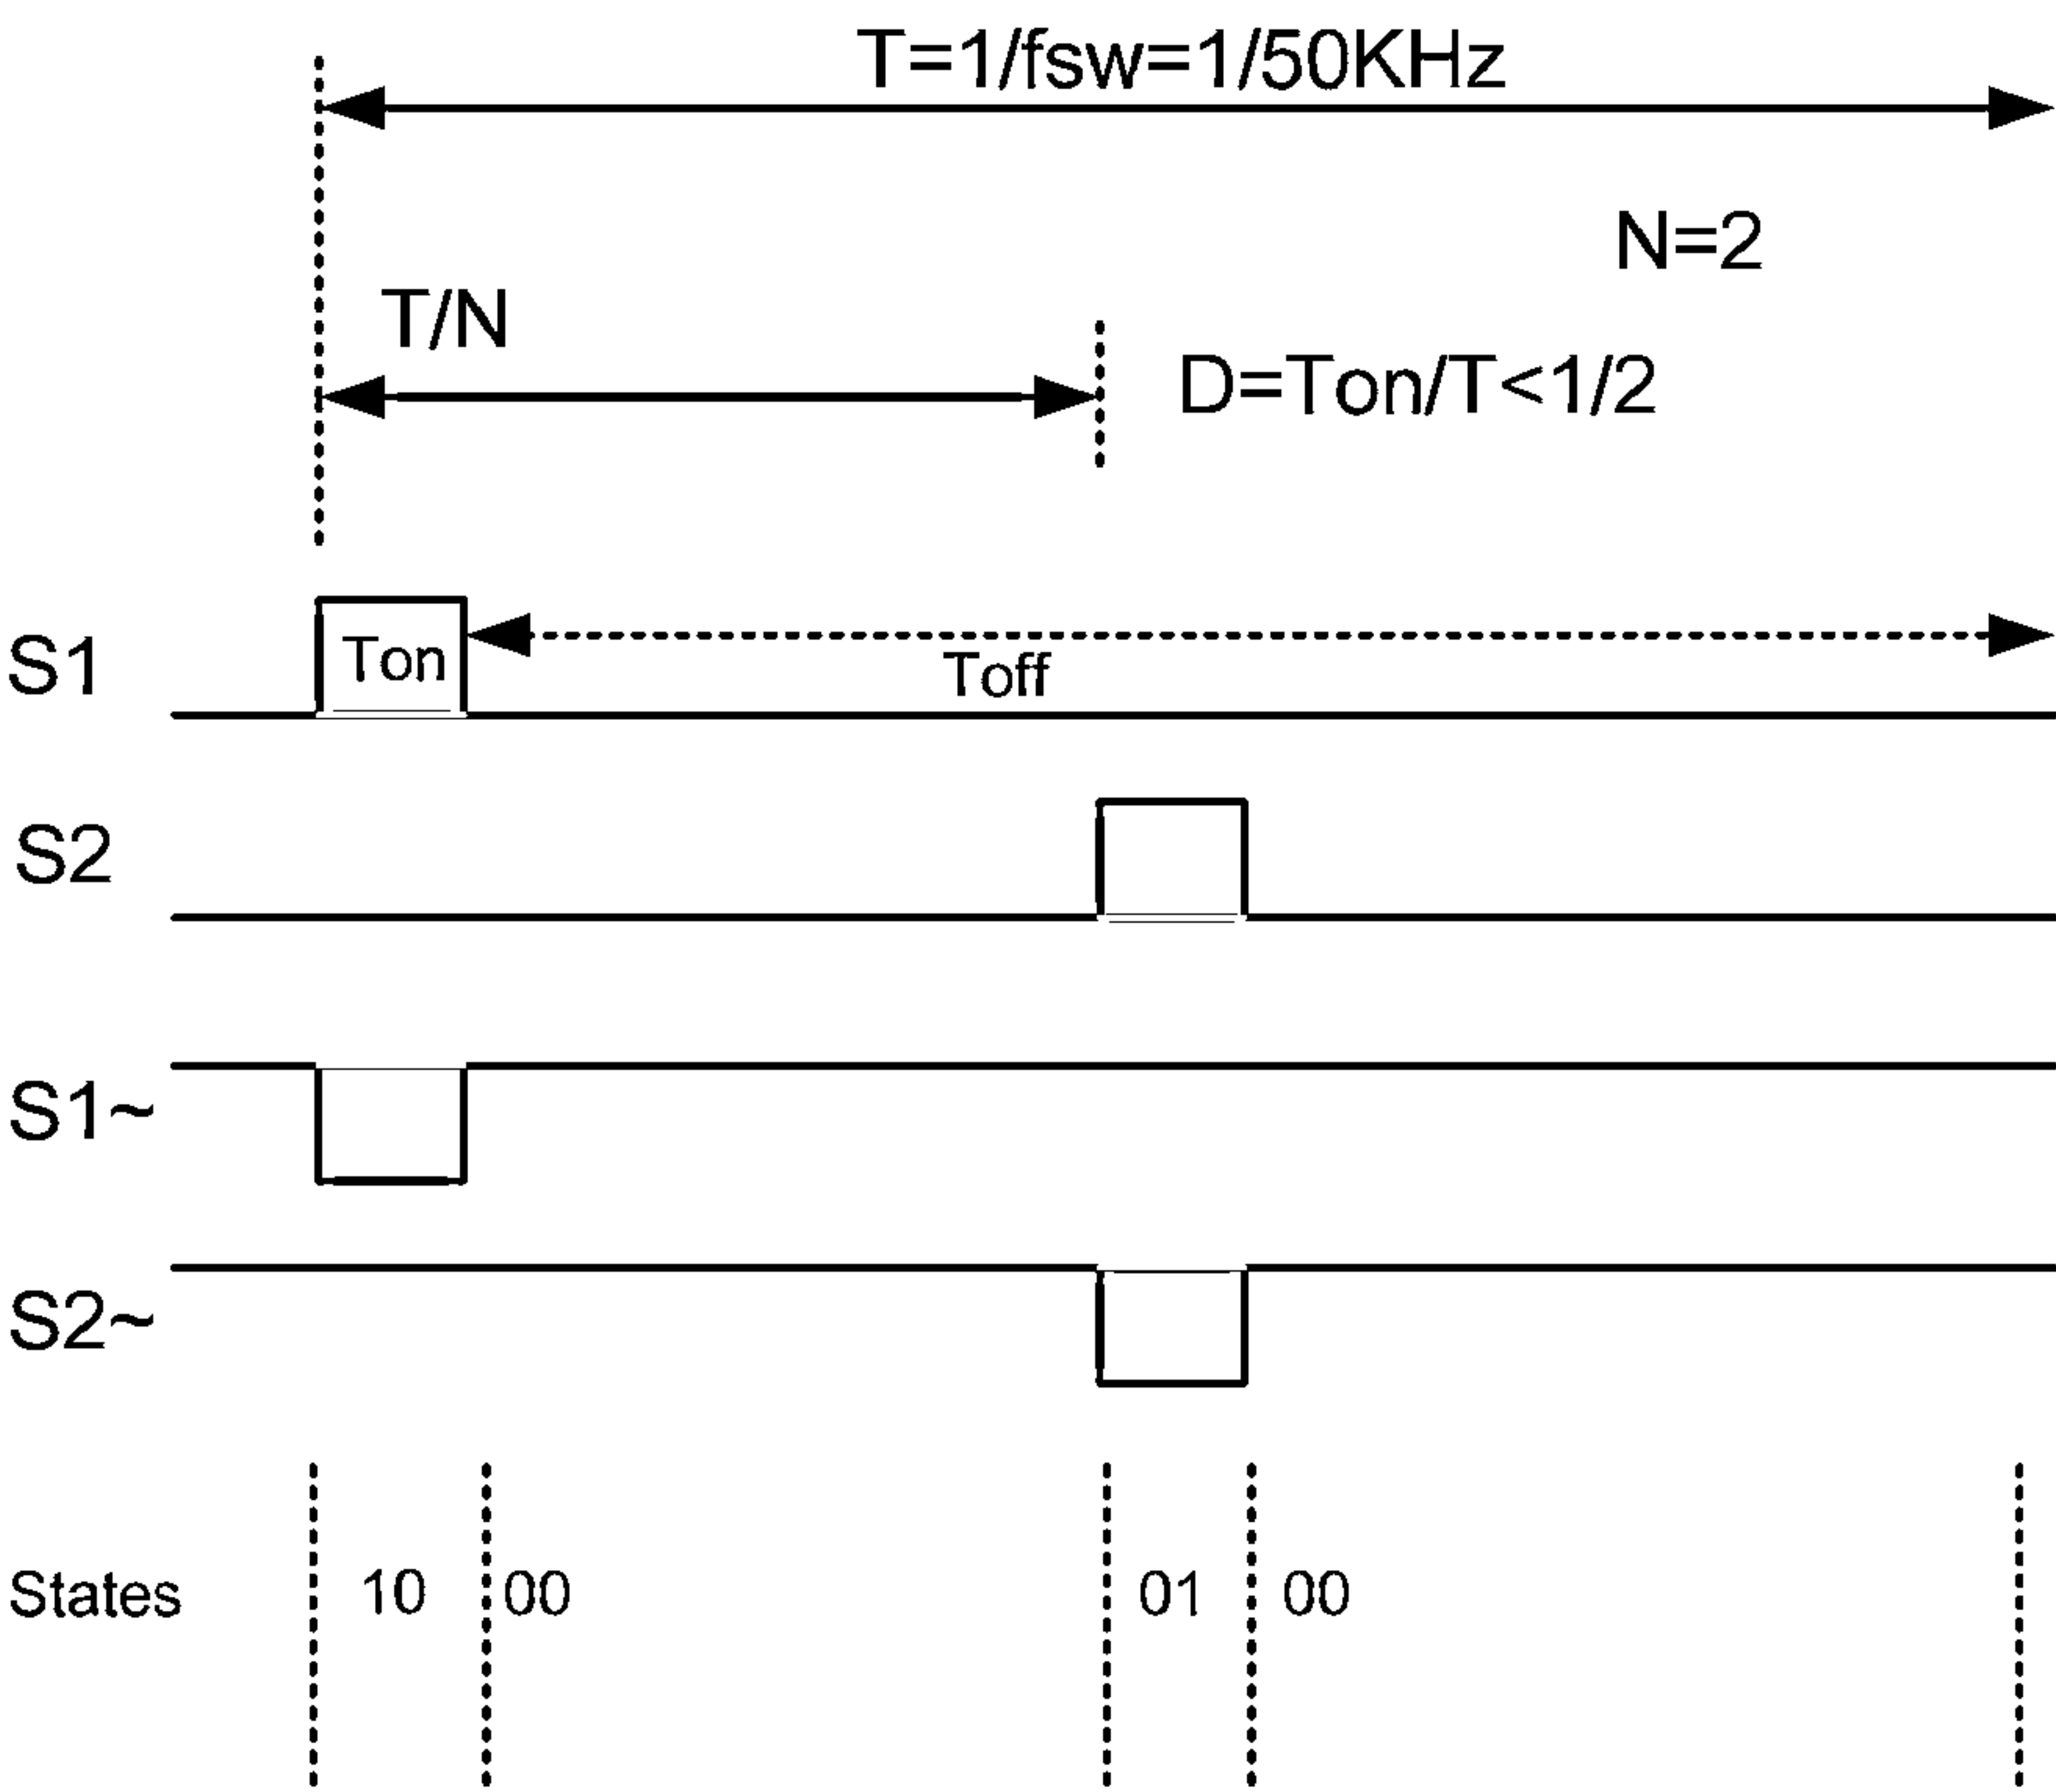 T=1/fsw=1/50KHz
N=2
T/N
D=Ton/T<1/2
S1
Ton
Toff
S2
S1~
S2~
States
10
00
01
00